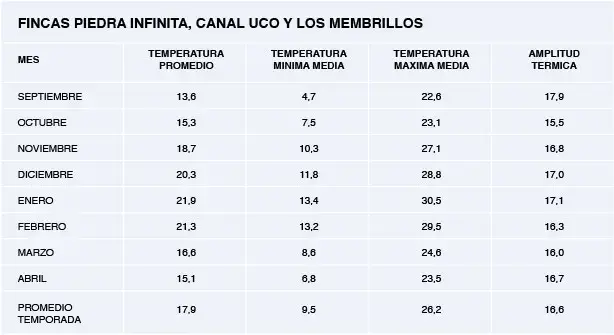 FINCAS PIEDRA INFINITA, CANAL UCO Y LOS MEMBRILLOS
MES TEMPERATURA PROMEDIO TEMPERATURA MINIMA MEDIA TEMPERATURA MAXIMA MEDIA AMPLITUD TERMICA
SEPTIEMBRE 13,6 4,7 22,6 17,9
OCTUBRE 15,3 7,5 23,1 15,5
NOVIEMBRE 18,7 10,3 27,1 16,8
DICIEMBRE 20,3 11,8 28,8 17,0
ENERO 21,9 13,4 30,5 17,1
FEBRERO 21,3 13,2 29,5 16,3
MARZO 16,6 8,6 24,6 16,0
ABRIL 15,1 6,8 23,5 16,7
PROMEDIO TEMPORADA 17,9 9,5 26,2 16,6